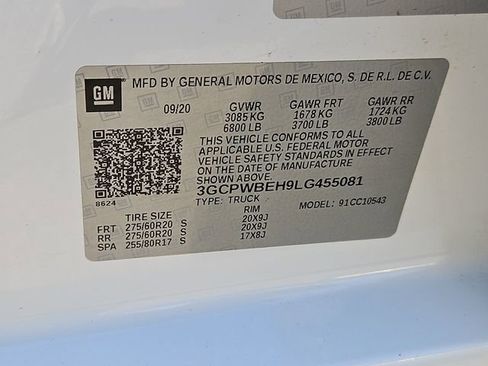 GM
MFD BY GENERAL MOTORS DE MEXICO, S. DE R.L. DE C.V.
09/20 GVWR GAWR FRT GAWR RR
3085 KG 1678 KG 1724 KG
6800 LB 3700 LB 3800 LB
THIS VEHICLE CONFORMS TO ALL
APPLICABLE U.S. FEDERAL MOTOR
VEHICLE SAFETY STANDARDS IN
EFFECT ON THE DATE OF MANUFACTURE
SHOWN ABOVE.
8624
3GCPWBEH9LG455081
TYPE: TRUCK MODEL: 91CC10543
TIRE SIZE RIM
FRT 275/60R20 S 20X9J
RR 275/60R20 S 20X9J
SPA 255/80R17 S 17X8J